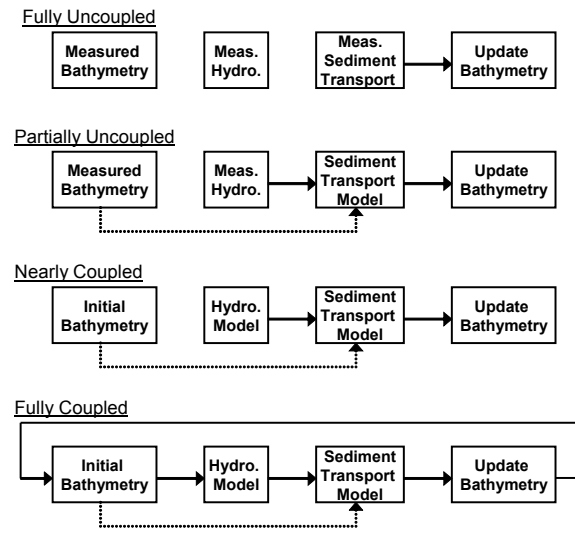 Fully Uncoupled
Measured
Bathymetry
Meas.
Hydro.
Meas.
Sediment
Transport
Update
Bathymetry
Partially Uncoupled
Measured
Bathymetry
Meas.
Hydro.
Sediment
Transport
Model
Update
Bathymetry
Nearly Coupled
Initial
Bathymetry
Hydro.
Model
Sediment
Transport
Model
Update
Bathymetry
Fully Coupled
Initial
Bathymetry
Hydro.
Model
Sediment
Transport
Model
Update
Bathymetry